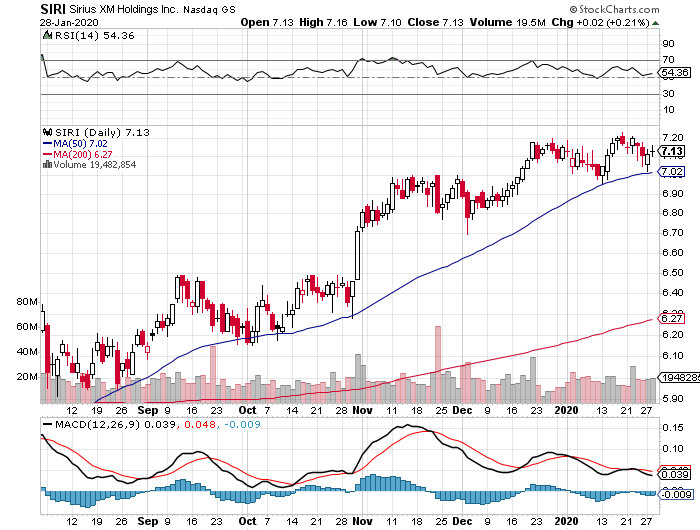 SIRI Sirius XM Holdings Inc. Nasdaq GS © StockCharts.com
28-Jan-2020 Open 7.13 High 7.16 Low 7.10 Close 7.13 Volume 19.5M Chg +0.02 (+0.21%)
RSI(14) 54.36
90
70
54.36
30
10
SIRI (Daily) 7.13
MA(50) 7.02
MA(200) 6.27
Volume 19,482,854
7.20
7.13
7.02
6.90
6.80
6.70
6.60
6.50
6.40
6.30
6.27
6.20
6.10
6.00
5.90
80M
60M
40M
20M
1948285
12 19 26 Sep 9 16 23 Oct 7 14 21 28 Nov 11 18 25 Dec 9 16 23 2020 13 21 27
MACD(12,26,9) 0.039, 0.048, -0.009
0.15
0.10
0.039
-0.009
12 19 26 Sep 9 16 23 Oct 7 14 21 28 Nov 11 18 25 Dec 9 16 23 2020 13 21 27